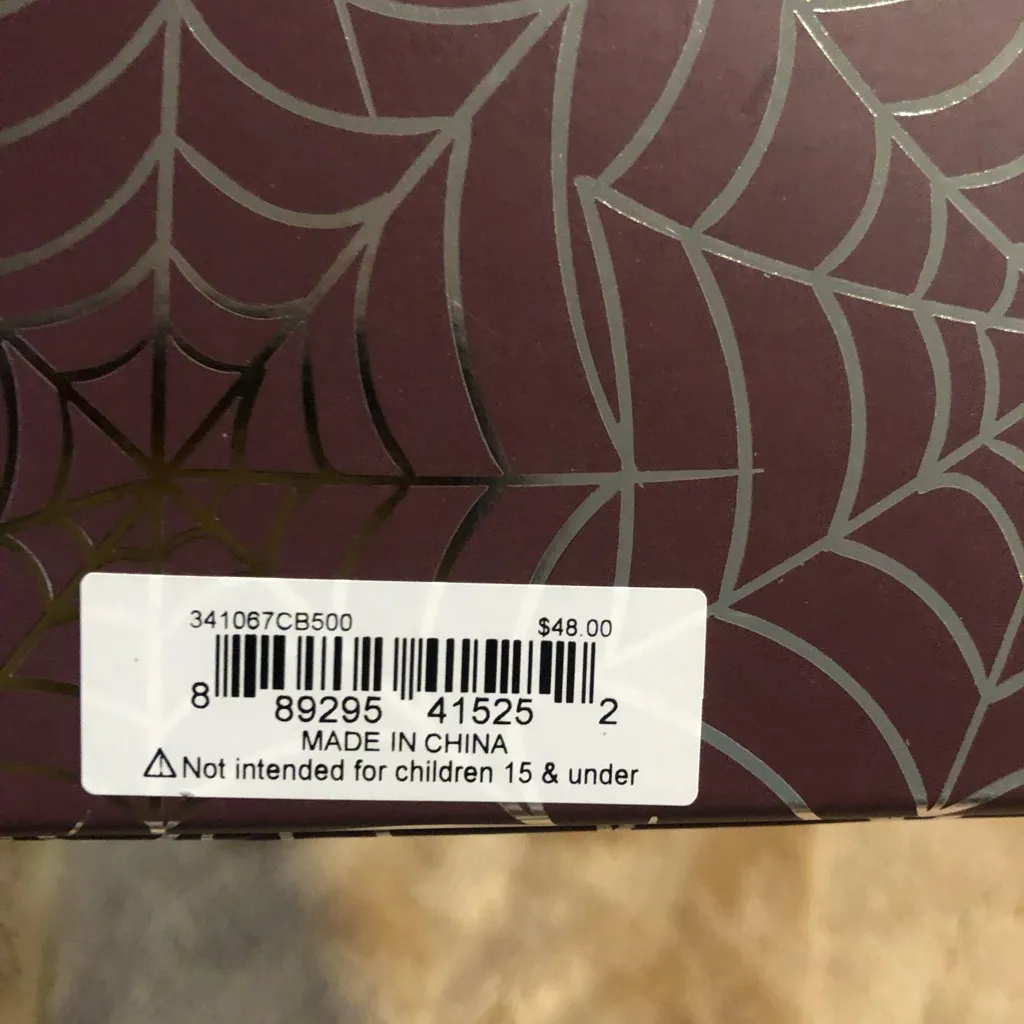 341067CB500 $48.00
8 89295 41525 2
MADE IN CHINA
⚠Not intended for children 15 & under